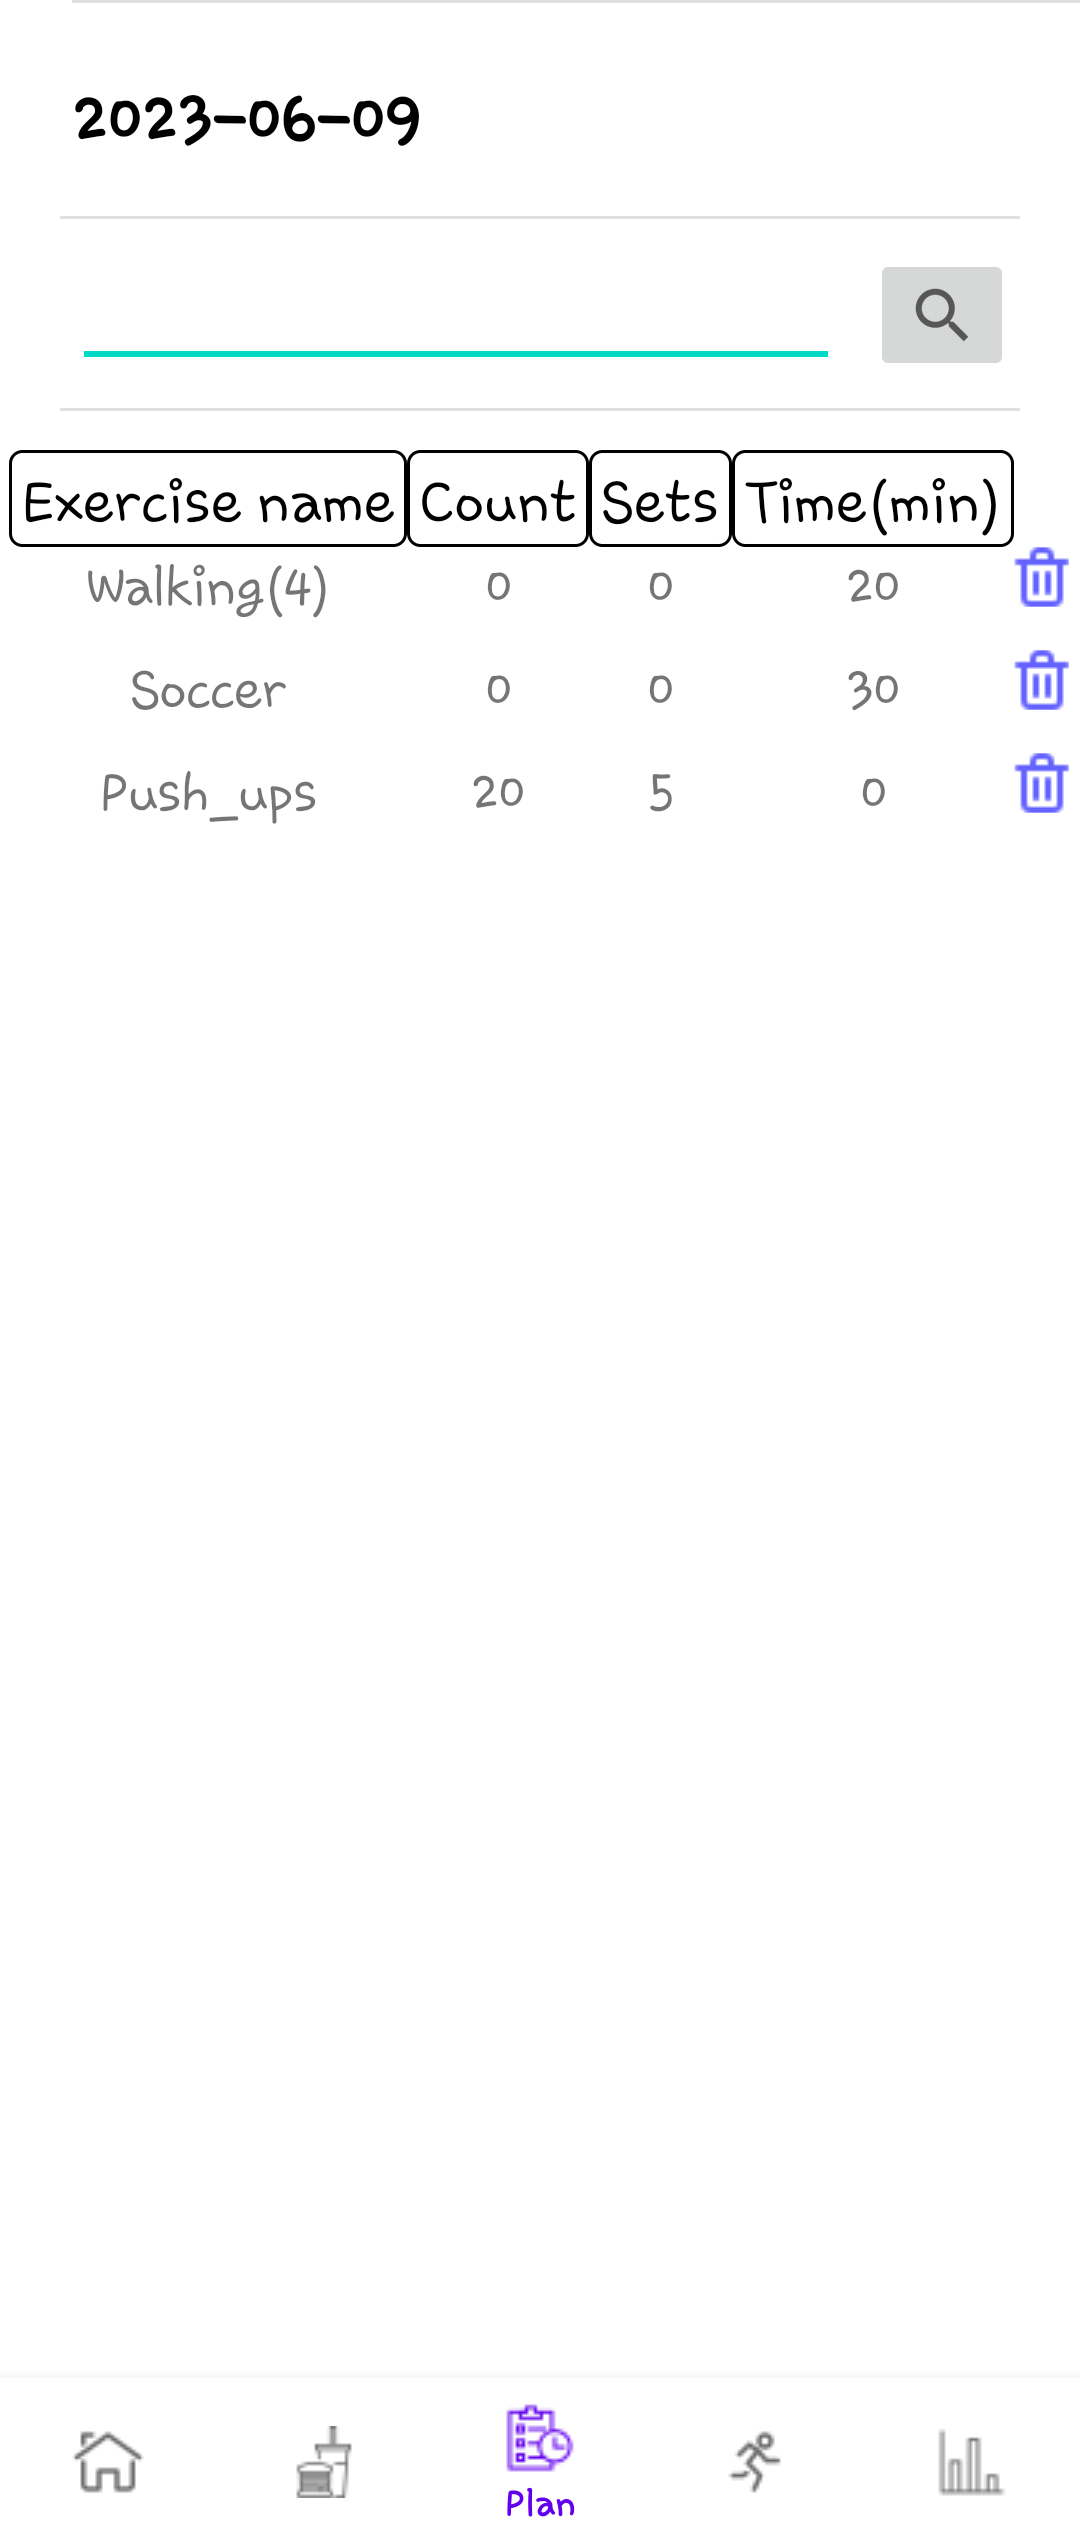 2023-06-09
Exercise name Count Sets Time(min)
Walking(4) 0 0 20
Soccer 0 0 30
Push_ups 20 5 0
Plan